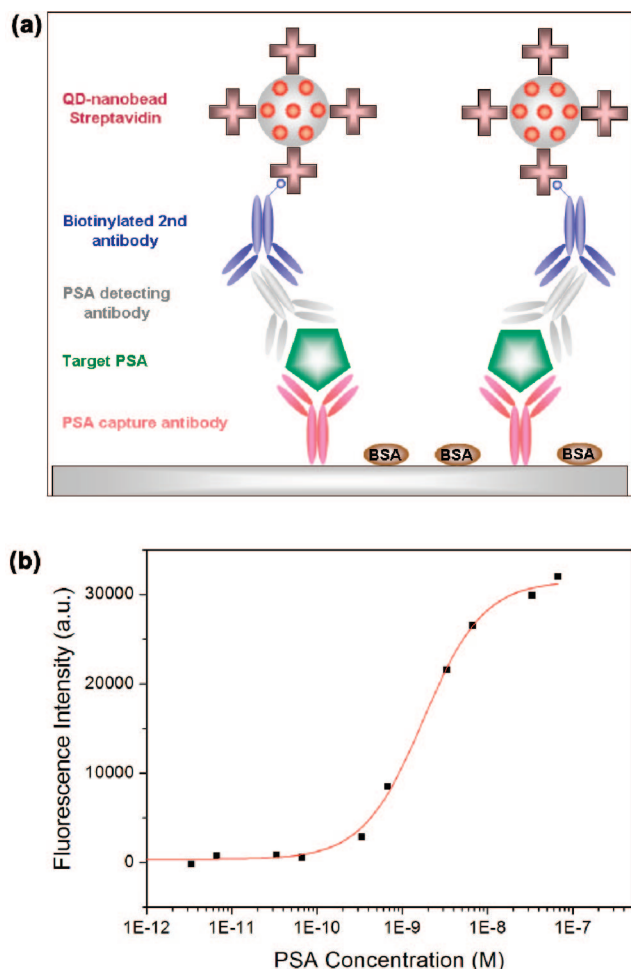 (a)
QD-nanobead
Streptavidin
Biotinylated 2nd
antibody
PSA detecting
antibody
Target PSA
PSA capture antibody
BSA
BSA
BSA
(b)
30000
20000
10000
0
Fluorescence Intensity (a.u.)
1E-12
1E-11
1E-10
1E-9
1E-8
1E-7
PSA Concentration (M)